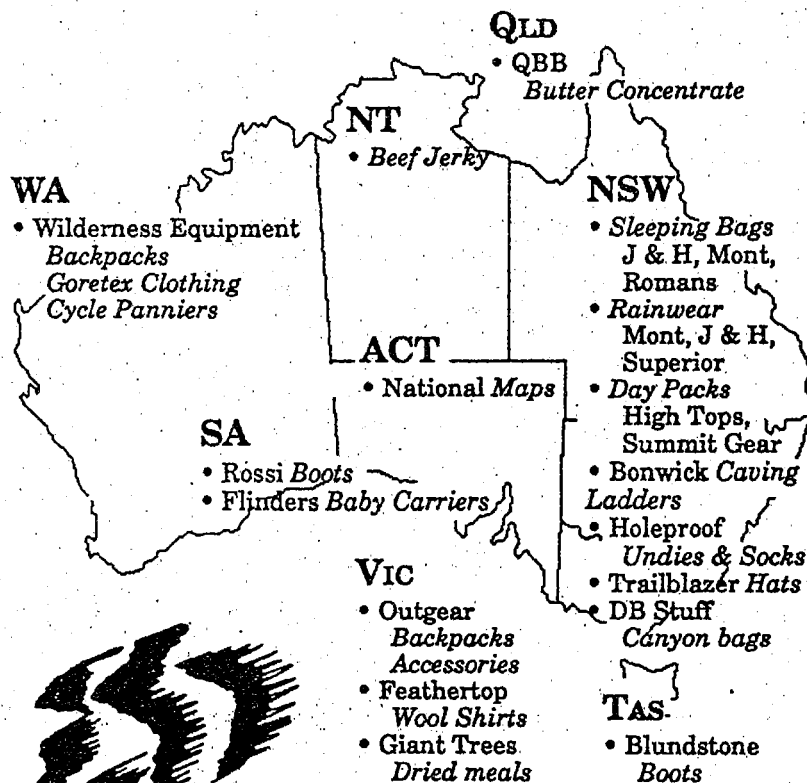 QLD
• QBB
Butter Concentrate
NT
• Beef Jerky
WA
• Wilderness Equipment
Backpacks
Goretex Clothing
Cycle Panniers
NSW
• Sleeping Bags
J & H, Mont,
Romans
• Rainwear
Mont, J & H,
Superior
• Day Packs
High Tops,
Summit Gear
• Bonwick Caving
Ladders
• Holeproof
Undies & Socks
• Trailblazer Hats
• DB Stuff
Canyon bags
ACT
• National Maps
SA
• Rossi Boots
• Flinders Baby Carriers
VIC
• Outgear
Backpacks
Accessories
• Feathertop
Wool Shirts
• Giant Trees
Dried meals
TAS
• Blundstone
Boots